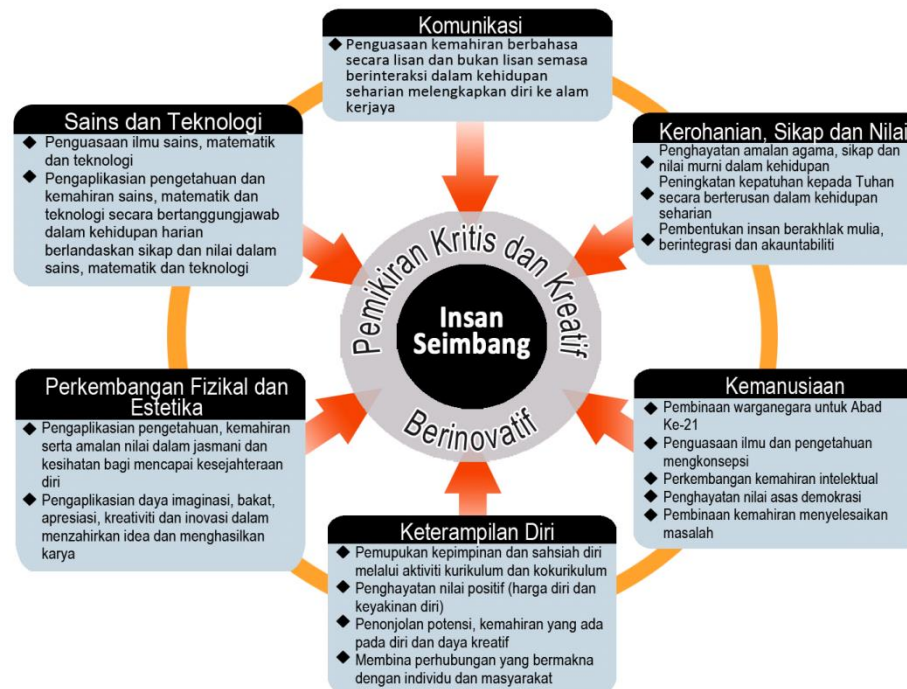 Komunikasi
◆ Penguasaan kemahiran berbahasa
secara lisan dan bukan lisan semasa
berinteraksi dalam kehidupan
seharian melengkapkan diri ke alam
kerjaya
Sains dan Teknologi
◆ Penguasaan ilmu sains, matematik
dan teknologi
◆ Pengaplikasian pengetahuan dan
kemahiran sains, matematik dan
teknologi secara bertanggungjawab
dalam kehidupan harian
berlandaskan sikap dan nilai dalam
sains, matematik dan teknologi
Kerohanian, Sikap dan Nilai
◆ Penghayatan amalan agama, sikap dan
nilai murni dalam kehidupan
◆ Peningkatan kepatuhan kepada Tuhan
secara berterusan dalam kehidupan
seharian
◆ Pembentukan insan berakhlak mulia,
berintegrasi dan akauntabiliti
Pemikiran Kritis dan Kreatif
Insan
Seimbang
Berinovatif
Perkembangan Fizikal dan
Estetika
◆ Pengaplikasian pengetahuan, kemahiran
serta amalan nilai dalam jasmani dan
kesihatan bagi mencapai kesejahteraan
diri
◆ Pengaplikasian daya imaginasi, bakat,
apresiasi, kreativiti dan inovasi dalam
menzahirkan idea dan menghasilkan
karya
Kemanusiaan
◆ Pembinaan warganegara untuk Abad
Ke-21
◆ Penguasaan ilmu dan pengetahuan
mengkonsepsi
◆ Perkembangan kemahiran intelektual
◆ Penghayatan nilai asas demokrasi
◆ Pembinaan kemahiran menyelesaikan
masalah
Keterampilan Diri
◆ Pemupukan kepimpinan dan sahsiah diri
melalui aktiviti kurikulum dan kokurikulum
◆ Penghayatan nilai positif (harga diri dan
keyakinan diri)
◆ Penonjolan potensi, kemahiran yang ada
pada diri dan daya kreatif
◆ Membina perhubungan yang bermakna
dengan individu dan masyarakat